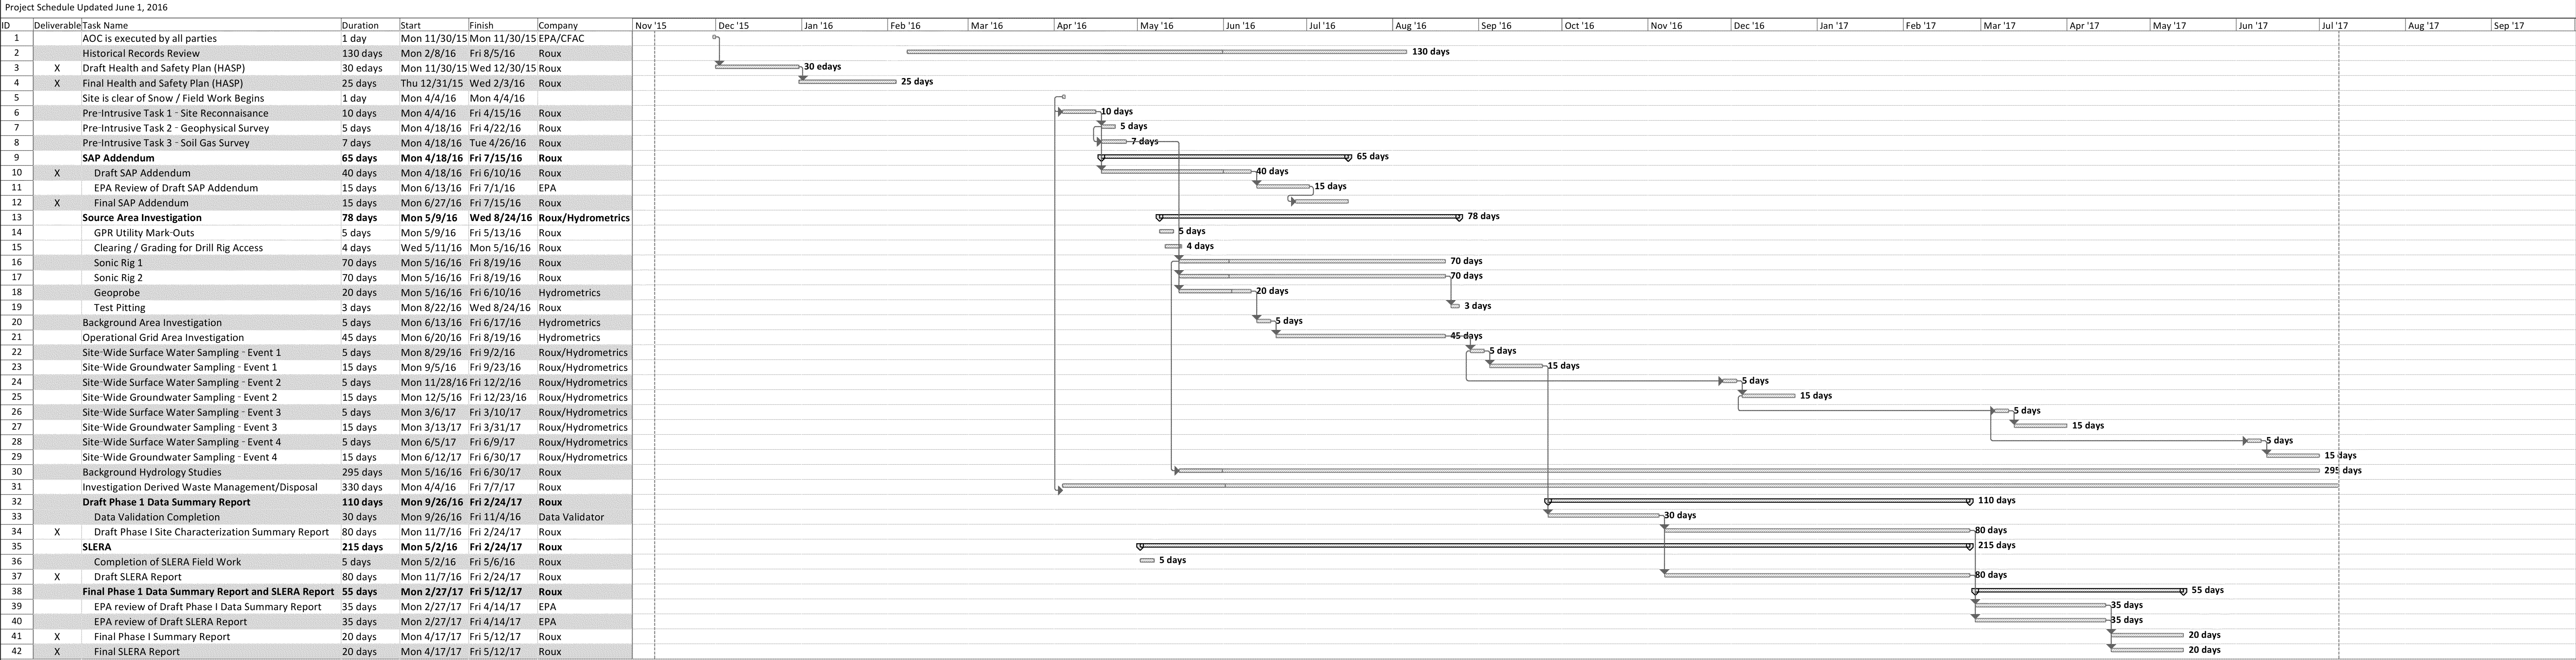 Project Schedule Updated June 1, 2016
ID Deliverable Task Name Duration Start Finish Company Nov '15 Dec '15 Jan '16 Feb '16 Mar '16 Apr '16 May '16 Jun '16 Jul '16 Aug '16 Sep '16 Oct '16 Nov '16 Dec '16 Jan '17 Feb '17 Mar '17 Apr '17 May '17 Jun '17 Jul '17 Aug '17 Sep '17
1 AOC is executed by all parties 1 day Mon 11/30/15 Mon 11/30/15 EPA/CFAC
2 Historical Records Review 130 days Mon 2/8/16 Fri 8/5/16 Roux 130 days
3 X Draft Health and Safety Plan (HASP) 30 edays Mon 11/30/15 Wed 12/30/15 Roux 30 edays
4 X Final Health and Safety Plan (HASP) 25 days Thu 12/31/15 Wed 2/3/16 Roux 25 days
5 Site is clear of Snow / Field Work Begins 1 day Mon 4/4/16 Mon 4/4/16
6 Pre-Intrusive Task 1 - Site Reconnaisance 10 days Mon 4/4/16 Fri 4/15/16 Roux 10 days
7 Pre-Intrusive Task 2 - Geophysical Survey 5 days Mon 4/18/16 Fri 4/22/16 Roux 5 days
8 Pre-Intrusive Task 3 - Soil Gas Survey 7 days Mon 4/18/16 Tue 4/26/16 Roux 7 days
9 SAP Addendum 65 days Mon 4/18/16 Fri 7/15/16 Roux 65 days
10 X Draft SAP Addendum 40 days Mon 4/18/16 Fri 6/10/16 Roux 40 days
11 EPA Review of Draft SAP Addendum 15 days Mon 6/13/16 Fri 7/1/16 EPA 15 days
12 X Final SAP Addendum 15 days Mon 6/27/16 Fri 7/15/16 Roux
13 Source Area Investigation 78 days Mon 5/9/16 Wed 8/24/16 Roux/Hydrometrics 78 days
14 GPR Utility Mark-Outs 5 days Mon 5/9/16 Fri 5/13/16 Roux 5 days
15 Clearing / Grading for Drill Rig Access 4 days Wed 5/11/16 Mon 5/16/16 Roux 4 days
16 Sonic Rig 1 70 days Mon 5/16/16 Fri 8/19/16 Roux 70 days
17 Sonic Rig 2 70 days Mon 5/16/16 Fri 8/19/16 Roux 70 days
18 Geoprobe 20 days Mon 5/16/16 Fri 6/10/16 Hydrometrics 20 days
19 Test Pitting 3 days Mon 8/22/16 Wed 8/24/16 Roux 3 days
20 Background Area Investigation 5 days Mon 6/13/16 Fri 6/17/16 Hydrometrics 5 days
21 Operational Grid Area Investigation 45 days Mon 6/20/16 Fri 8/19/16 Hydrometrics 45 days
22 Site-Wide Surface Water Sampling - Event 1 5 days Mon 8/29/16 Fri 9/2/16 Roux/Hydrometrics 5 days
23 Site-Wide Groundwater Sampling - Event 1 15 days Mon 9/5/16 Fri 9/23/16 Roux/Hydrometrics 15 days
24 Site-Wide Surface Water Sampling - Event 2 5 days Mon 11/28/16 Fri 12/2/16 Roux/Hydrometrics 5 days
25 Site-Wide Groundwater Sampling - Event 2 15 days Mon 12/5/16 Fri 12/23/16 Roux/Hydrometrics 15 days
26 Site-Wide Surface Water Sampling - Event 3 5 days Mon 3/6/17 Fri 3/10/17 Roux/Hydrometrics 5 days
27 Site-Wide Groundwater Sampling - Event 3 15 days Mon 3/13/17 Fri 3/31/17 Roux/Hydrometrics 15 days
28 Site-Wide Surface Water Sampling - Event 4 5 days Mon 6/5/17 Fri 6/9/17 Roux/Hydrometrics 5 days
29 Site-Wide Groundwater Sampling - Event 4 15 days Mon 6/12/17 Fri 6/30/17 Roux/Hydrometrics 15 days
30 Background Hydrology Studies 295 days Mon 5/16/16 Fri 6/30/17 Roux 295 days
31 Investigation Derived Waste Management/Disposal 330 days Mon 4/4/16 Fri 7/7/17 Roux
32 Draft Phase 1 Data Summary Report 110 days Mon 9/26/16 Fri 2/24/17 Roux 110 days
33 Data Validation Completion 30 days Mon 9/26/16 Fri 11/4/16 Data Validator 30 days
34 X Draft Phase I Site Characterization Summary Report 80 days Mon 11/7/16 Fri 2/24/17 Roux 80 days
35 SLERA 215 days Mon 5/2/16 Fri 2/24/17 Roux 215 days
36 Completion of SLERA Field Work 5 days Mon 5/2/16 Fri 5/6/16 Roux 5 days
37 X Draft SLERA Report 80 days Mon 11/7/16 Fri 2/24/17 Roux 80 days
38 Final Phase 1 Data Summary Report and SLERA Report 55 days Mon 2/27/17 Fri 5/12/17 Roux 55 days
39 EPA review of Draft Phase I Data Summary Report 35 days Mon 2/27/17 Fri 4/14/17 EPA 35 days
40 EPA review of Draft SLERA Report 35 days Mon 2/27/17 Fri 4/14/17 EPA 35 days
41 X Final Phase I Summary Report 20 days Mon 4/17/17 Fri 5/12/17 Roux 20 days
42 X Final SLERA Report 20 days Mon 4/17/17 Fri 5/12/17 Roux 20 days